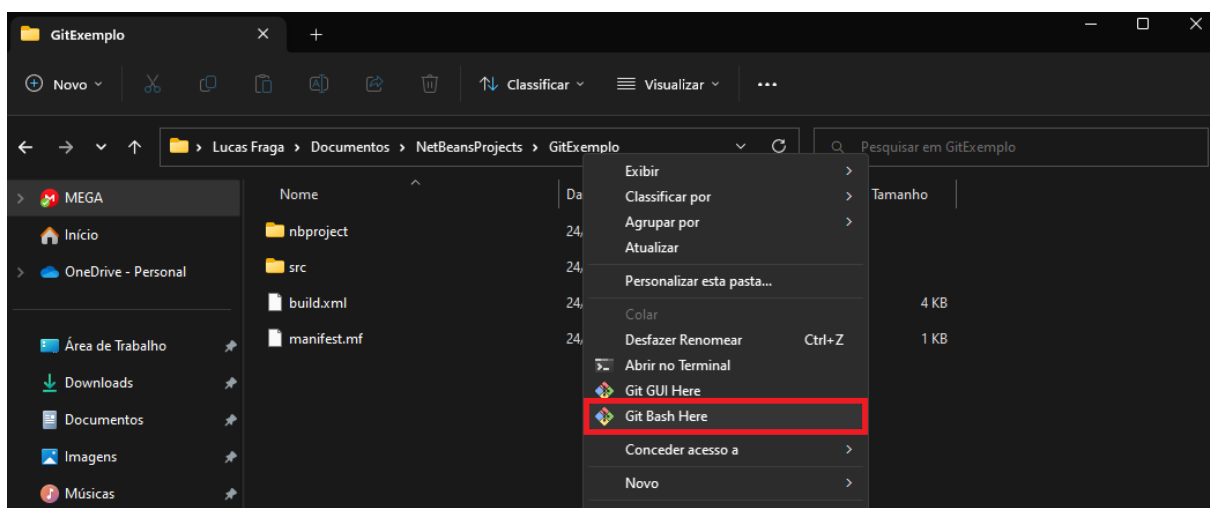 GitExemplo
Novo
Classificar
Visualizar
Lucas Fraga > Documentos > NetBeansProjects > GitExemplo
Pesquisar em GitExemplo
MEGA
Início
OneDrive - Personal
Área de Trabalho
Downloads
Documentos
Imagens
Músicas
Nome
Da
Tamanho
nbproject
24/
src
24/
build.xml
24/
4 KB
manifest.mf
24/
1 KB
Exibir
Classificar por
Agrupar por
Atualizar
Personalizar esta pasta...
Colar
Desfazer Renomear Ctrl+Z
Abrir no Terminal
Git GUI Here
Git Bash Here
Conceder acesso a
Novo